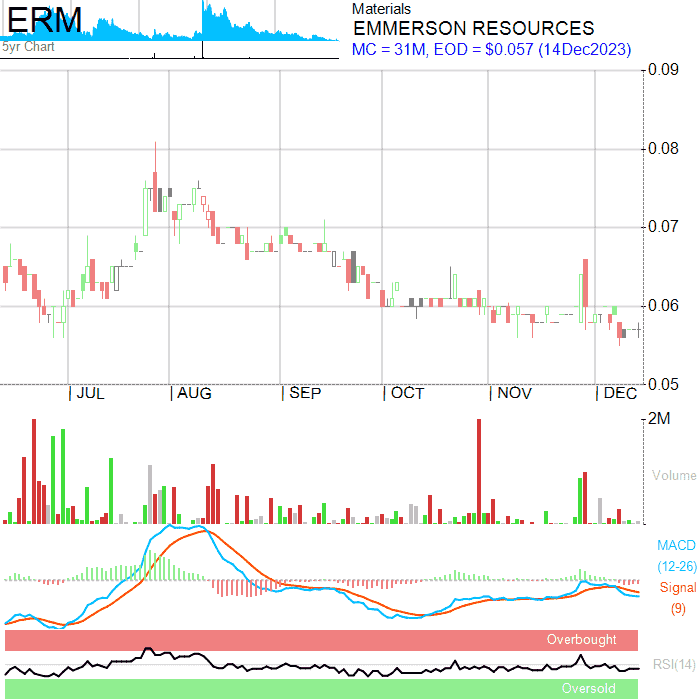 ERM
5yr Chart
Materials
EMMERSON RESOURCES
MC = 31M, EOD = $0.057 (14Dec2023)
0.09
0.08
0.07
0.06
0.05
JUL AUG SEP OCT NOV DEC
2M
Volume
MACD
(12-26)
Signal
(9)
Overbought
RSI(14)
Oversold